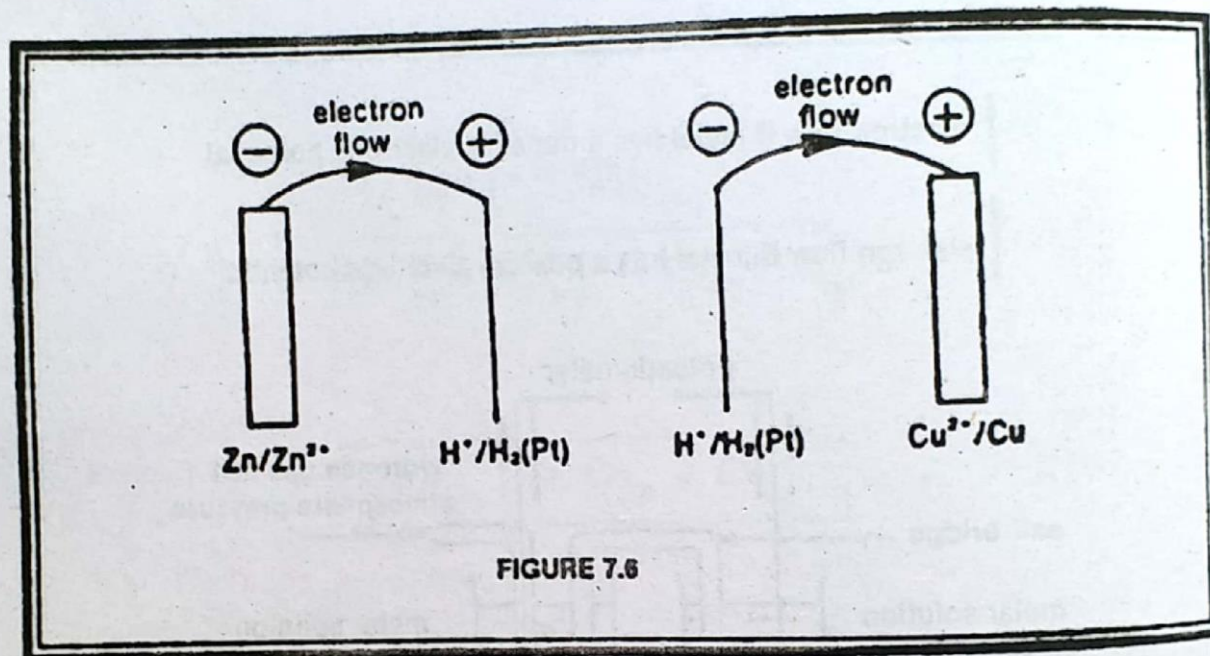 electron
flow
electron
flow
− + − +
Zn/Zn²⁺ H⁺/H₂(Pt) H⁺/H₂(Pt) Cu²⁺/Cu
FIGURE 7.6